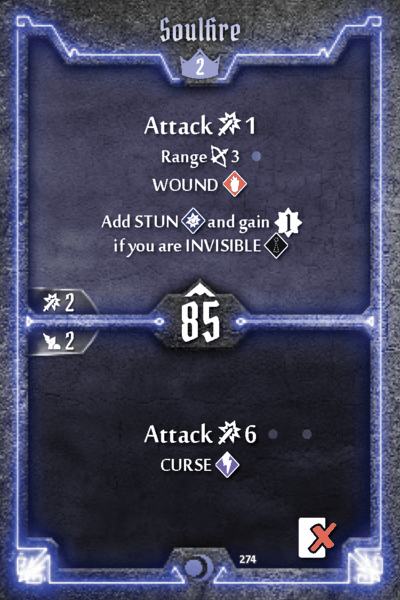 Soulfire
2
Attack 1
Range 3
WOUND
Add STUN and gain 1
if you are INVISIBLE
2
85
2
Attack 6
CURSE
274